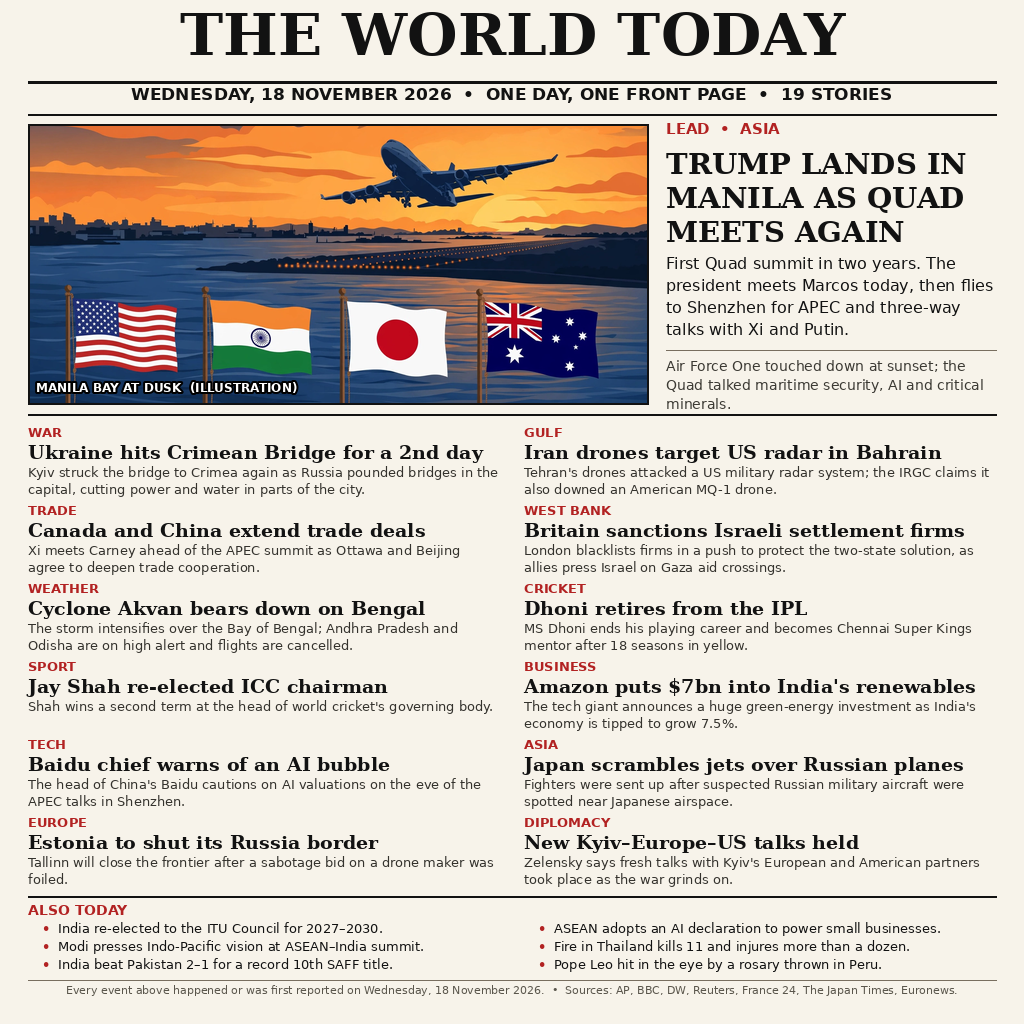 THE WORLD TODAY
WEDNESDAY, 18 NOVEMBER 2026 • ONE DAY, ONE FRONT PAGE • 19 STORIES
MANILA BAY AT DUSK (ILLUSTRATION)
LEAD • ASIA
TRUMP LANDS IN
MANILA AS QUAD
MEETS AGAIN
First Quad summit in two years. The
president meets Marcos today, then flies
to Shenzhen for APEC and three-way
talks with Xi and Putin.
Air Force One touched down at sunset; the
Quad talked maritime security, AI and critical
minerals.
WAR
Ukraine hits Crimean Bridge for a 2nd day
Kyiv struck the bridge to Crimea again as Russia pounded bridges in the
capital, cutting power and water in parts of the city.
GULF
Iran drones target US radar in Bahrain
Tehran's drones attacked a US military radar system; the IRGC claims it
also downed an American MQ-1 drone.
TRADE
Canada and China extend trade deals
Xi meets Carney ahead of the APEC summit as Ottawa and Beijing
agree to deepen trade cooperation.
WEST BANK
Britain sanctions Israeli settlement firms
London blacklists firms in a push to protect the two-state solution, as
allies press Israel on Gaza aid crossings.
WEATHER
Cyclone Akvan bears down on Bengal
The storm intensifies over the Bay of Bengal; Andhra Pradesh and
Odisha are on high alert and flights are cancelled.
CRICKET
Dhoni retires from the IPL
MS Dhoni ends his playing career and becomes Chennai Super Kings
mentor after 18 seasons in yellow.
SPORT
Jay Shah re-elected ICC chairman
Shah wins a second term at the head of world cricket's governing body.
BUSINESS
Amazon puts $7bn into India's renewables
The tech giant announces a huge green-energy investment as India's
economy is tipped to grow 7.5%.
TECH
Baidu chief warns of an AI bubble
The head of China's Baidu cautions on AI valuations on the eve of the
APEC talks in Shenzhen.
ASIA
Japan scrambles jets over Russian planes
Fighters were sent up after suspected Russian military aircraft were
spotted near Japanese airspace.
EUROPE
Estonia to shut its Russia border
Tallinn will close the frontier after a sabotage bid on a drone maker was
foiled.
DIPLOMACY
New Kyiv–Europe–US talks held
Zelensky says fresh talks with Kyiv's European and American partners
took place as the war grinds on.
ALSO TODAY
• India re-elected to the ITU Council for 2027–2030.
• Modi presses Indo-Pacific vision at ASEAN–India summit.
• India beat Pakistan 2–1 for a record 10th SAFF title.
• ASEAN adopts an AI declaration to power small businesses.
• Fire in Thailand kills 11 and injures more than a dozen.
• Pope Leo hit in the eye by a rosary thrown in Peru.
Every event above happened or was first reported on Wednesday, 18 November 2026. • Sources: AP, BBC, DW, Reuters, France 24, The Japan Times, Euronews.